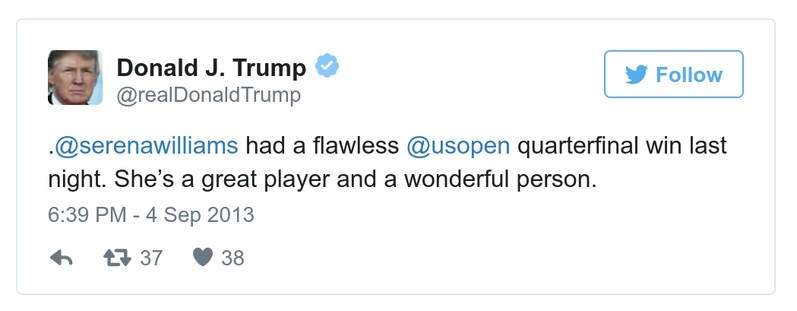 Donald J. Trump
@realDonaldTrump
Follow
.@serenawilliams had a flawless @usopen quarterfinal win last
night. She’s a great player and a wonderful person.
6:39 PM - 4 Sep 2013
37 38